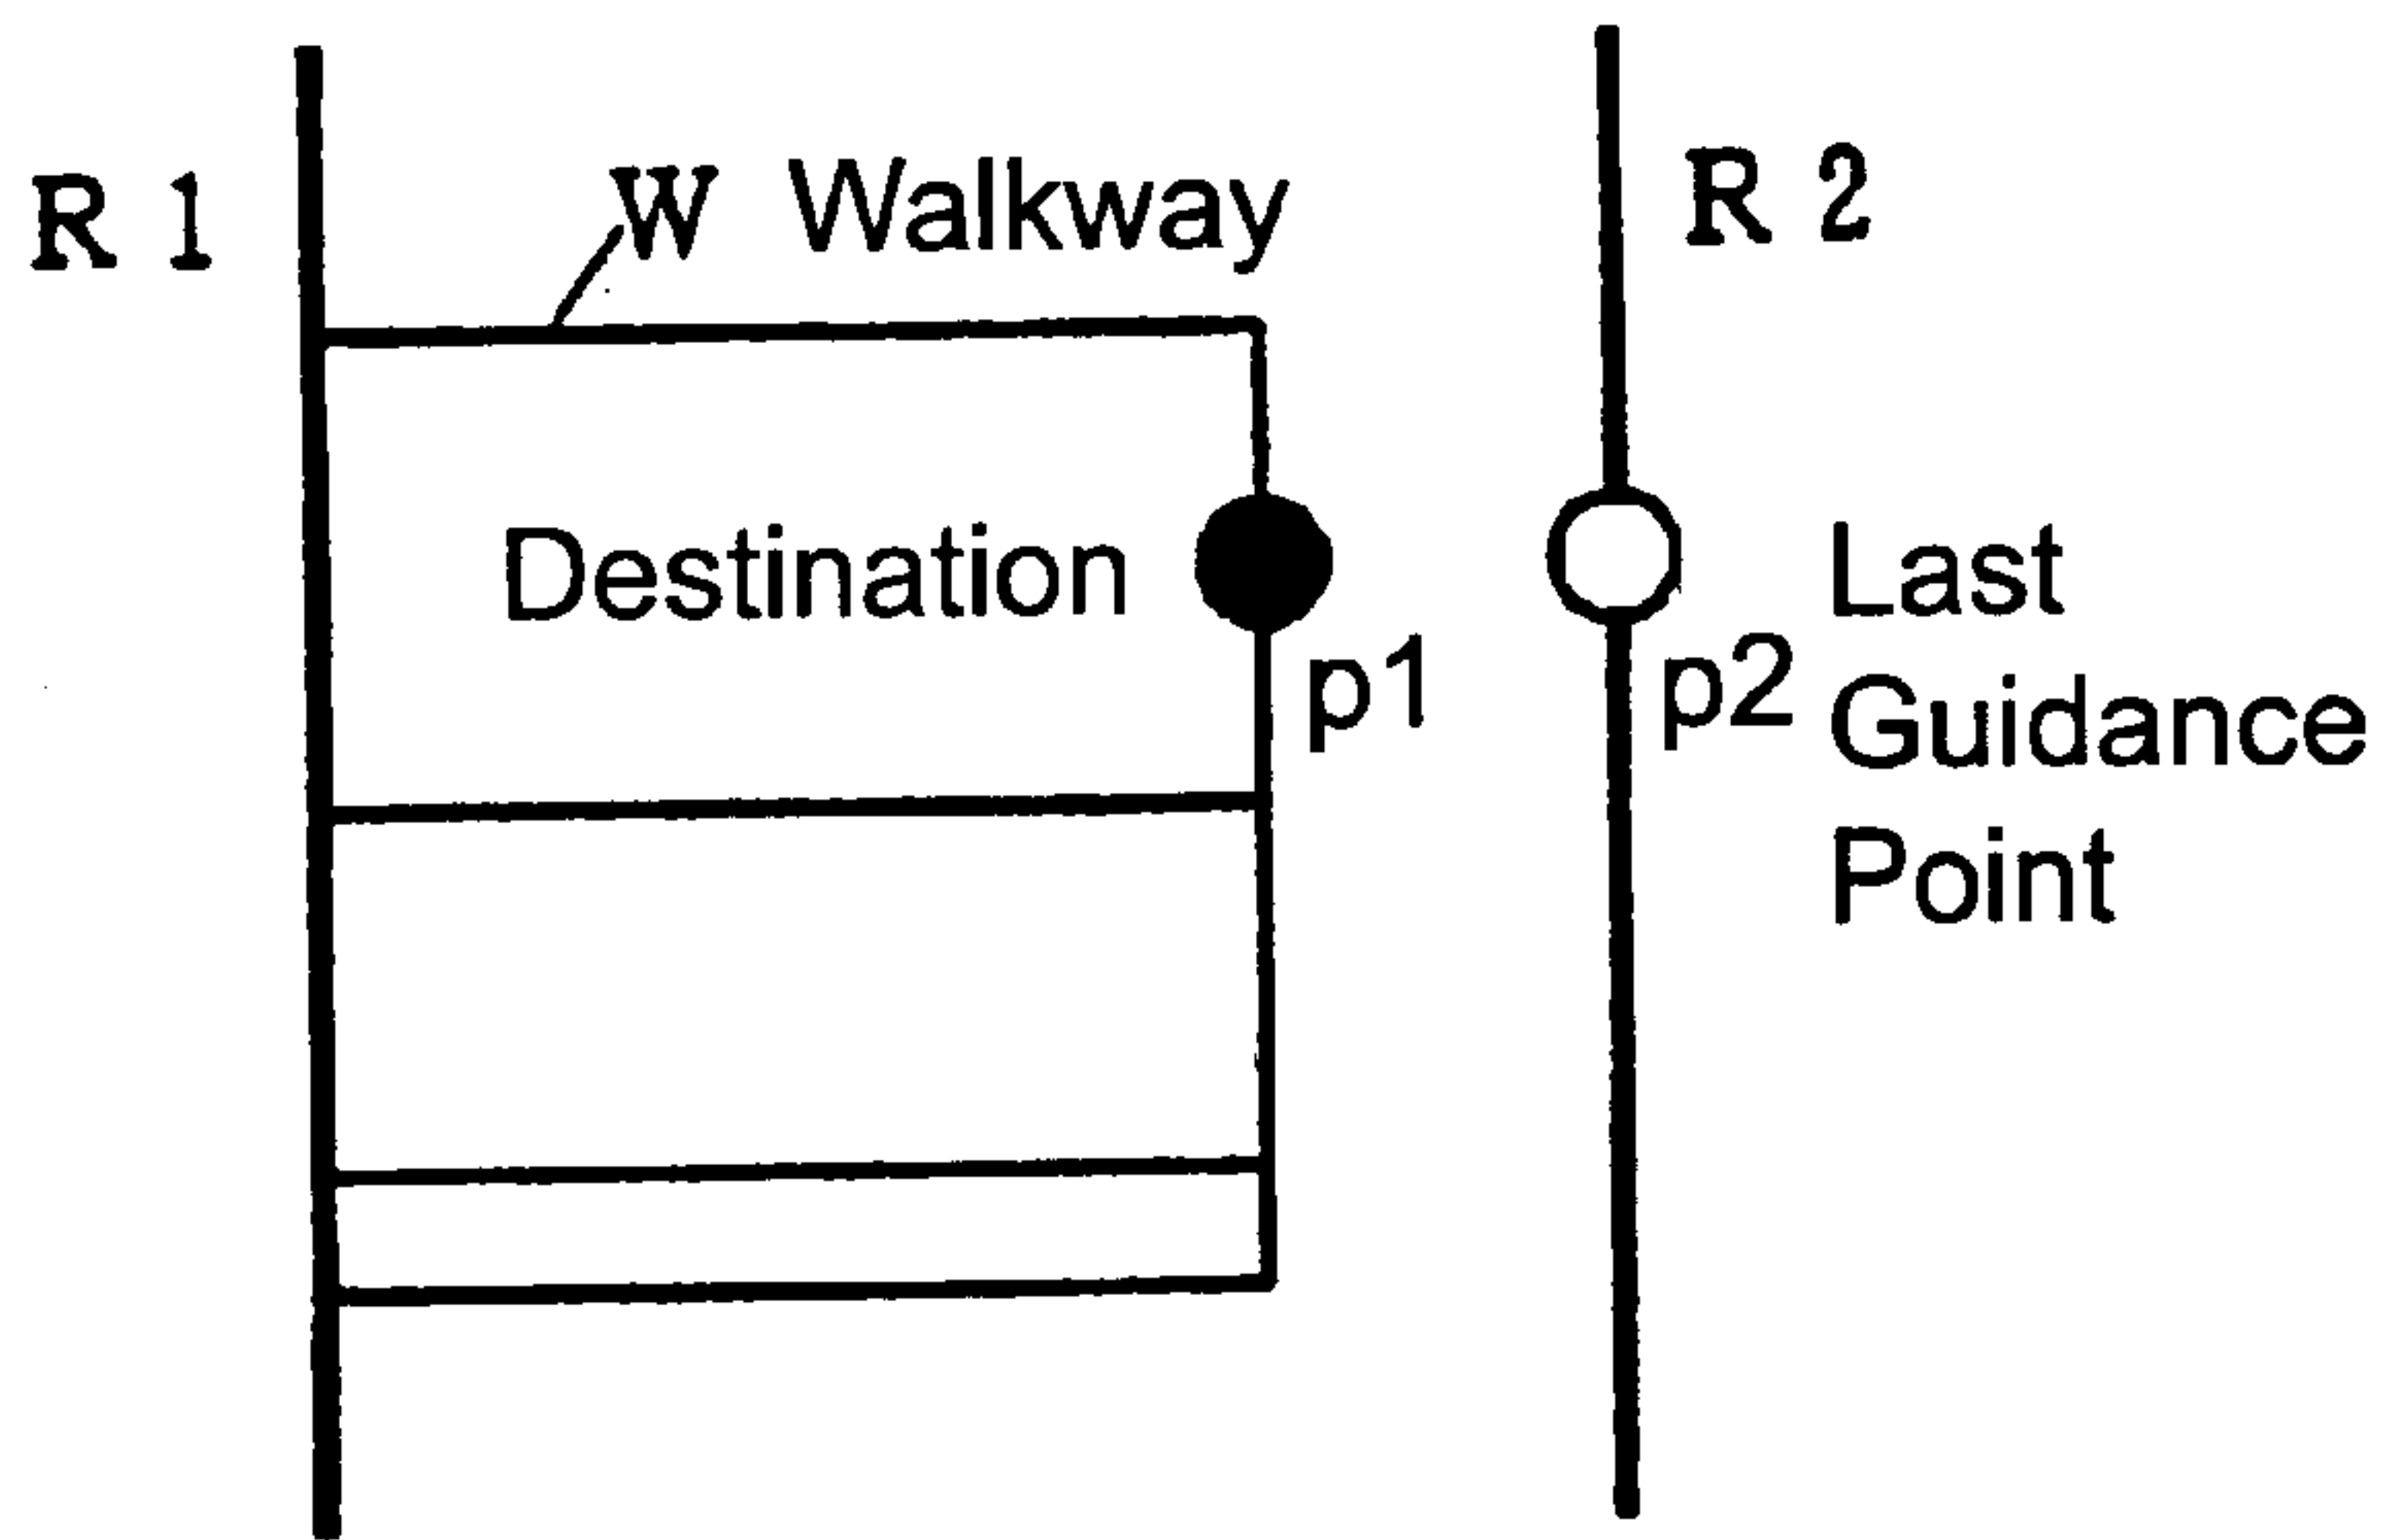 R 1
W Walkway
R 2
Destination
p1
p2
Last
Guidance
Point